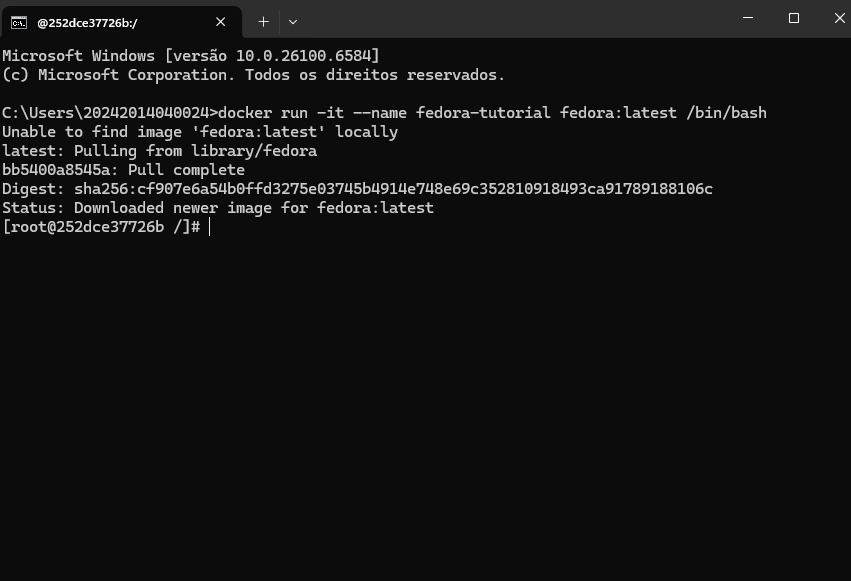 @252dce37726b:/
Microsoft Windows [versão 10.0.26100.6584]
(c) Microsoft Corporation. Todos os direitos reservados.
C:\Users\20242014040024>docker run -it --name fedora-tutorial fedora:latest /bin/bash
Unable to find image 'fedora:latest' locally
latest: Pulling from library/fedora
bb5400a8545a: Pull complete
Digest: sha256:cf907e6a54b0ffd3275e03745b4914e748e69c352810918493ca91789188106c
Status: Downloaded newer image for fedora:latest
[root@252dce37726b /]#